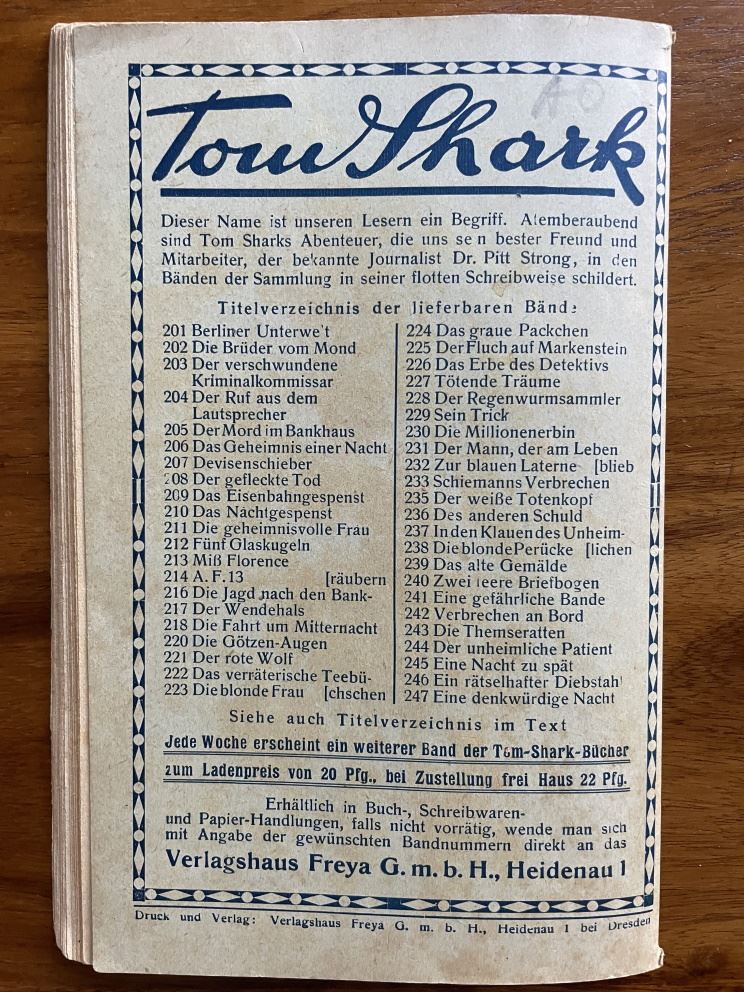 Tom Shark
Dieser Name ist unseren Lesern ein Begriff. Atemberaubend
sind Tom Sharks Abenteuer, die uns se n bester Freund und
Mitarbeiter, der bekannte Journalist Dr. Pitt Strong, in den
Bänden der Sammlung in seiner flotten Schreibweise schildert.
Titelverzeichnis der lieferbaren Bände
201 Berliner Unterwe't
202 Die Brüder vom Mond
203 Der verschwundene
Kriminalkommissar
204 Der Ruf aus dem
Lautsprecher
205 Der Mord im Bankhaus
206 Das Geheimnis einer Nacht
207 Devisenschieber
208 Der gefleckte Tod
209 Das Eisenbahngespenst
210 Das Nachtgespenst
211 Die geheimnisvolle Frau
212 Fünf Glaskugeln
213 Miß Florence
214 A. F. 13 [räubern
216 Die Jagd nach den Bank-
217 Der Wendehals
218 Die Fahrt um Mitternacht
220 Die Götzen-Augen
221 Der rote Wolf
222 Das verräterische Teebü-
223 Die blonde Frau [chschen
224 Das graue Packchen
225 Der Fluch auf Markenstein
226 Das Erbe des Detektivs
227 Tötende Träume
228 Der Regenwurmsammler
229 Sein Trick
230 Die Millionenerbin
231 Der Mann, der am Leben
232 Zur blauen Laterne [blieb
233 Schiemanns Verbrechen
235 Der weiße Totenkopf
236 Des anderen Schuld
237 In den Klauen des Unheim-
238 Die blonde Perücke [lichen
239 Das alte Gemälde
240 Zwei leere Briefbogen
241 Eine gefährliche Bande
242 Verbrechen an Bord
243 Die Themseratten
244 Der unheimliche Patient
245 Eine Nacht zu spät
246 Ein rätselhafter Diebstahl
247 Eine denkwürdige Nacht
Siehe auch Titelverzeichnis im Text
Jede Woche erscheint ein weiterer Band der Tom-Shark-Bücher
zum Ladenpreis von 20 Pfg., bei Zustellung frei Haus 22 Pfg.
Erhältlich in Buch-, Schreibwaren-
und Papier-Handlungen, falls nicht vorrätig, wende man sich
mit Angabe der gewünschten Bandnummern direkt an das
Verlagshaus Freya G. m. b. H., Heidenau 1
Druck und Verlag: Verlagshaus Freya G. m. b. H., Heidenau 1 bei Dresden